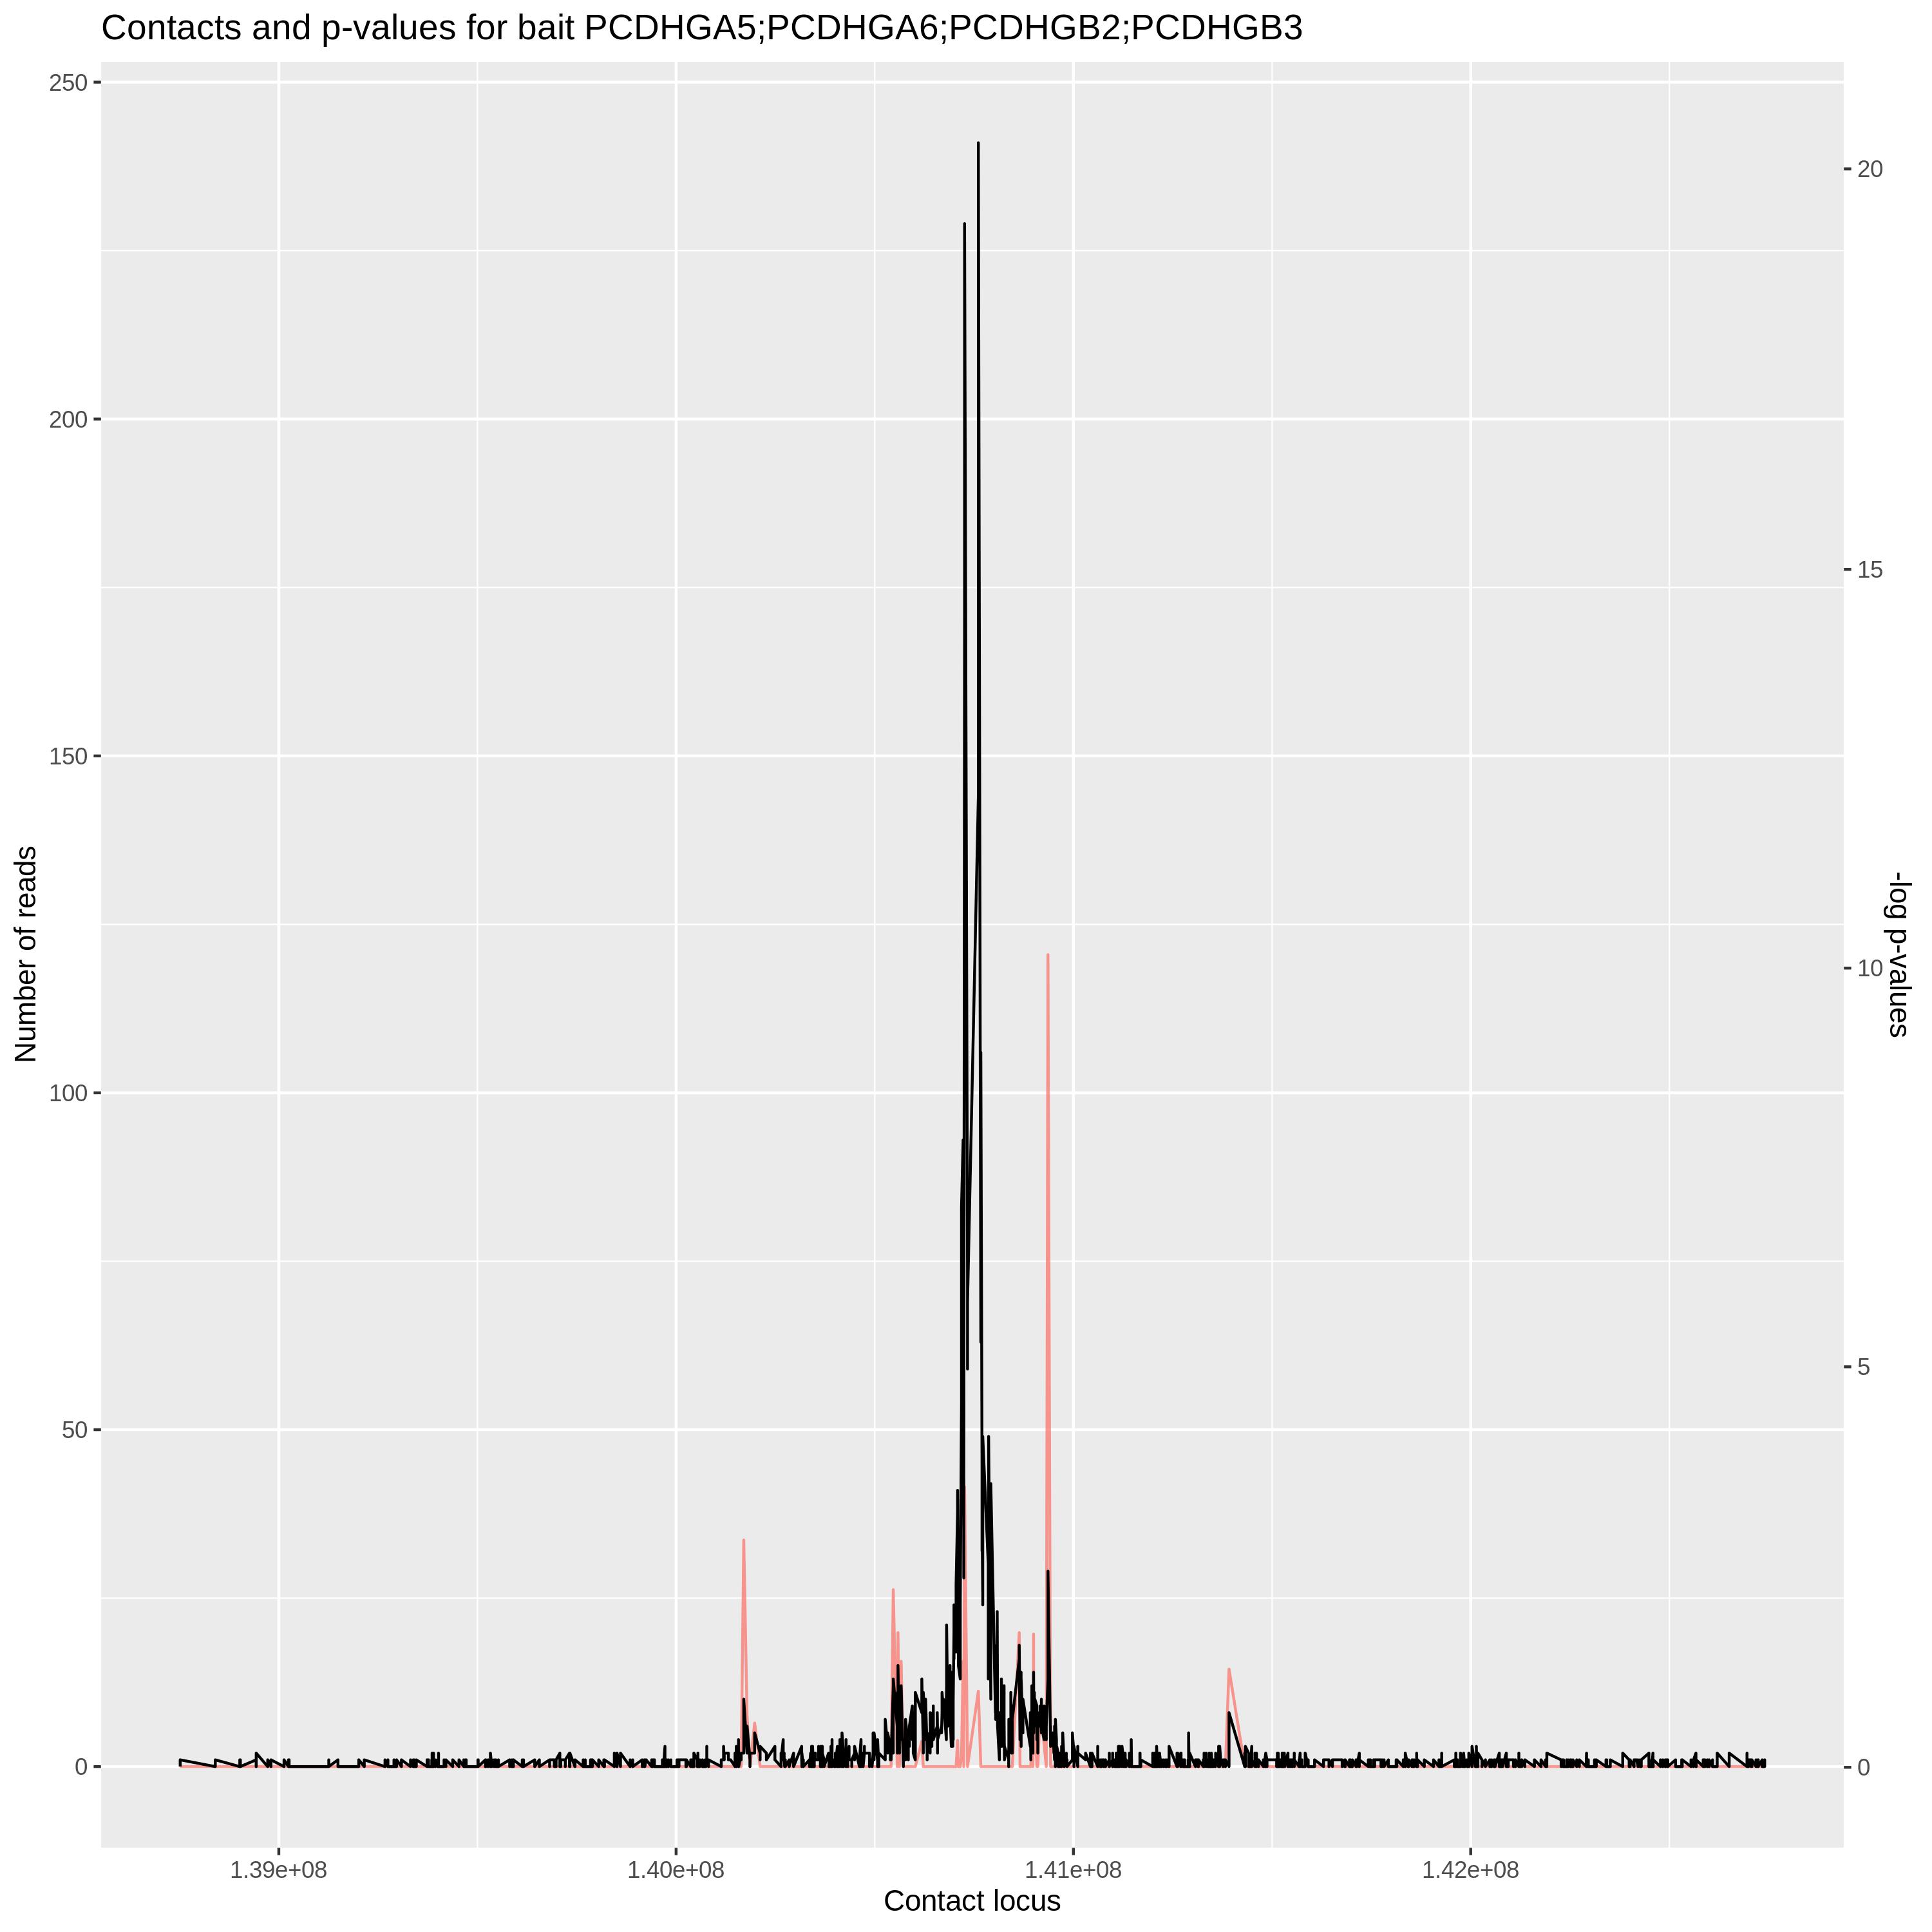 Contacts and p-values for bait PCDHGA5;PCDHGA6;PCDHGB2;PCDHGB3
250
200
150
100
50
0
Number of reads
20
15
10
5
0
-log p-values
1.39e+08
1.40e+08
1.41e+08
1.42e+08
Contact locus